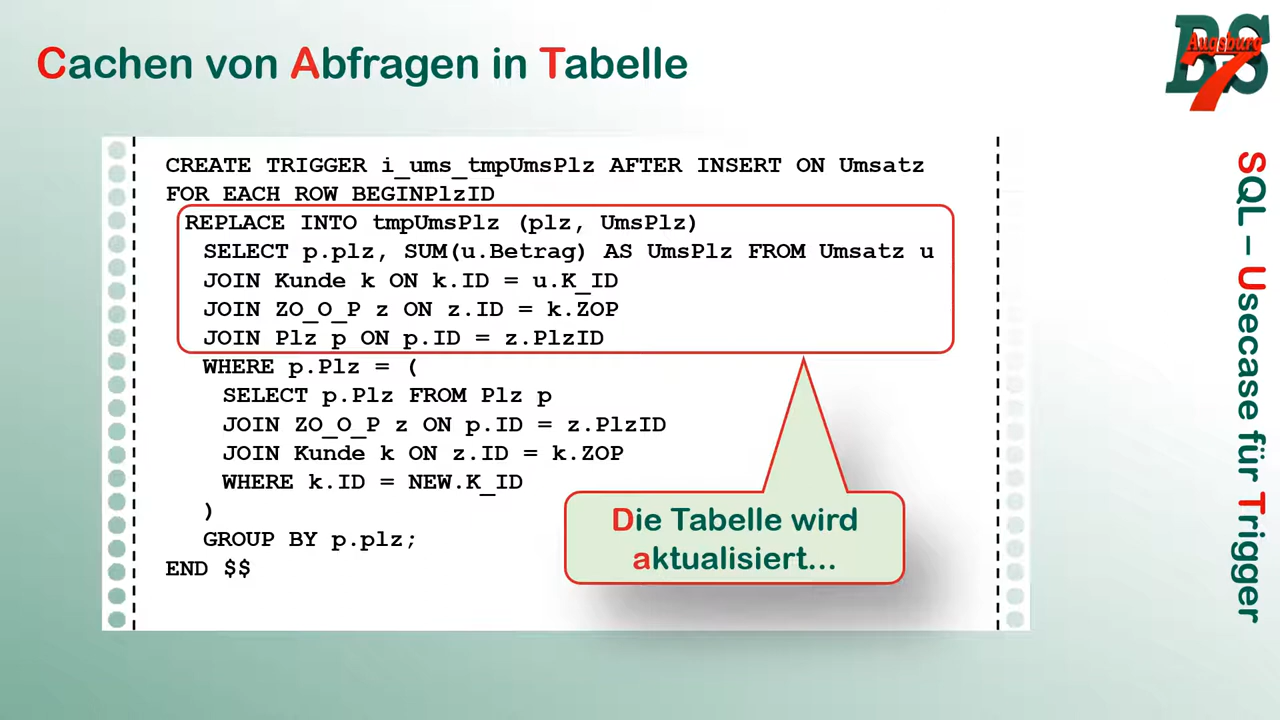 Cachen von Abfragen in Tabelle
BS
Augsburg
7
CREATE TRIGGER i_ums_tmpUmsPlz AFTER INSERT ON Umsatz
FOR EACH ROW BEGINPlzID
REPLACE INTO tmpUmsPlz (plz, UmsPlz)
SELECT p.plz, SUM(u.Betrag) AS UmsPlz FROM Umsatz u
JOIN Kunde k ON k.ID = u.K_ID
JOIN ZO_O_P z ON z.ID = k.ZOP
JOIN Plz p ON p.ID = z.PlzID
WHERE p.Plz = (
SELECT p.Plz FROM Plz p
JOIN ZO_O_P z ON p.ID = z.PlzID
JOIN Kunde k ON z.ID = k.ZOP
WHERE k.ID = NEW.K_ID
)
GROUP BY p.plz;
END $$
Die Tabelle wird
aktualisiert...
SQL – Usecase für Trigger